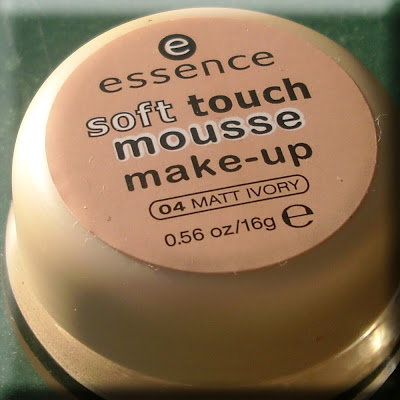 e
essence
soft touch
mousse
make-up
04 MATT IVORY
0.56 oz/16g ℮